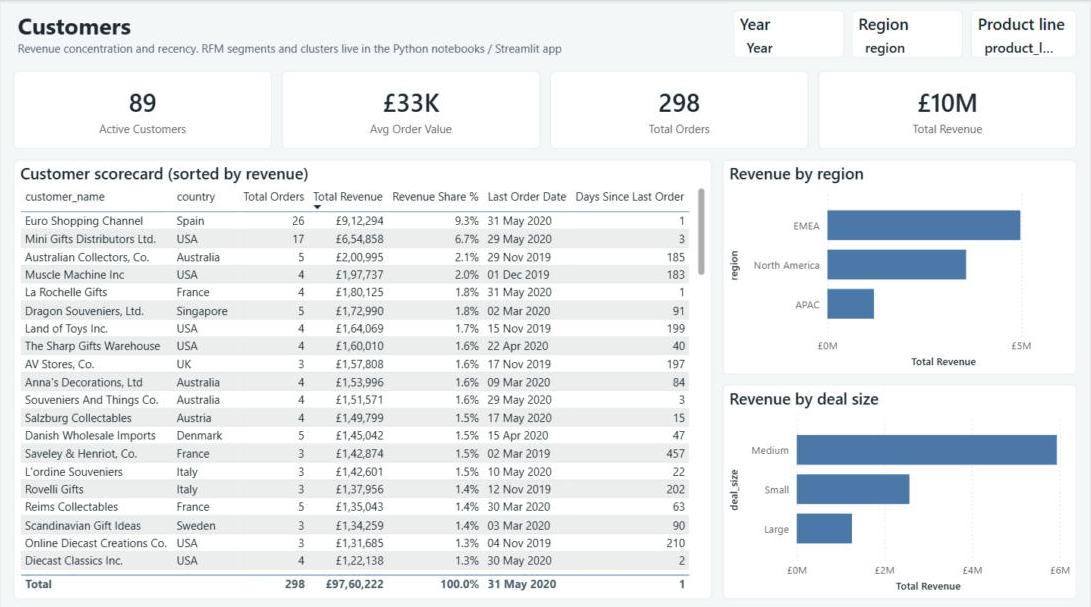 Customers
Revenue concentration and recency. RFM segments and clusters live in the Python notebooks / Streamlit app
Year
Year
Region
region
Product line
product_l...
89
Active Customers
£33K
Avg Order Value
298
Total Orders
£10M
Total Revenue
Customer scorecard (sorted by revenue)
customer_name country Total Orders Total Revenue Revenue Share % Last Order Date Days Since Last Order
Euro Shopping Channel Spain 26 £9,12,294 9.3% 31 May 2020 1
Mini Gifts Distributors Ltd. USA 17 £6,54,858 6.7% 29 May 2020 3
Australian Collectors, Co. Australia 5 £2,00,995 2.1% 29 Nov 2019 185
Muscle Machine Inc USA 4 £1,97,737 2.0% 01 Dec 2019 183
La Rochelle Gifts France 4 £1,80,125 1.8% 31 May 2020 1
Dragon Souveniers, Ltd. Singapore 5 £1,72,990 1.8% 02 Mar 2020 91
Land of Toys Inc. USA 4 £1,64,069 1.7% 15 Nov 2019 199
The Sharp Gifts Warehouse USA 4 £1,60,010 1.6% 22 Apr 2020 40
AV Stores, Co. UK 3 £1,57,808 1.6% 17 Nov 2019 197
Anna's Decorations, Ltd Australia 4 £1,53,996 1.6% 09 Mar 2020 84
Souveniers And Things Co. Australia 4 £1,51,571 1.6% 29 May 2020 3
Salzburg Collectables Austria 4 £1,49,799 1.5% 17 May 2020 15
Danish Wholesale Imports Denmark 5 £1,45,042 1.5% 15 Apr 2020 47
Saveley & Henriot, Co. France 3 £1,42,874 1.5% 02 Mar 2019 457
L'ordine Souveniers Italy 3 £1,42,601 1.5% 10 May 2020 22
Rovelli Gifts Italy 3 £1,37,956 1.4% 12 Nov 2019 202
Reims Collectables France 5 £1,35,043 1.4% 30 Mar 2020 63
Scandinavian Gift Ideas Sweden 3 £1,34,259 1.4% 03 Mar 2020 90
Online Diecast Creations Co. USA 3 £1,31,685 1.3% 04 Nov 2019 210
Diecast Classics Inc. USA 4 £1,22,138 1.3% 30 May 2020 2
Total 298 £97,60,222 100.0% 31 May 2020 1
Revenue by region
region
EMEA
North America
APAC
£0M £5M
Total Revenue
Revenue by deal size
deal_size
Medium
Small
Large
£0M £2M £4M £6M
Total Revenue